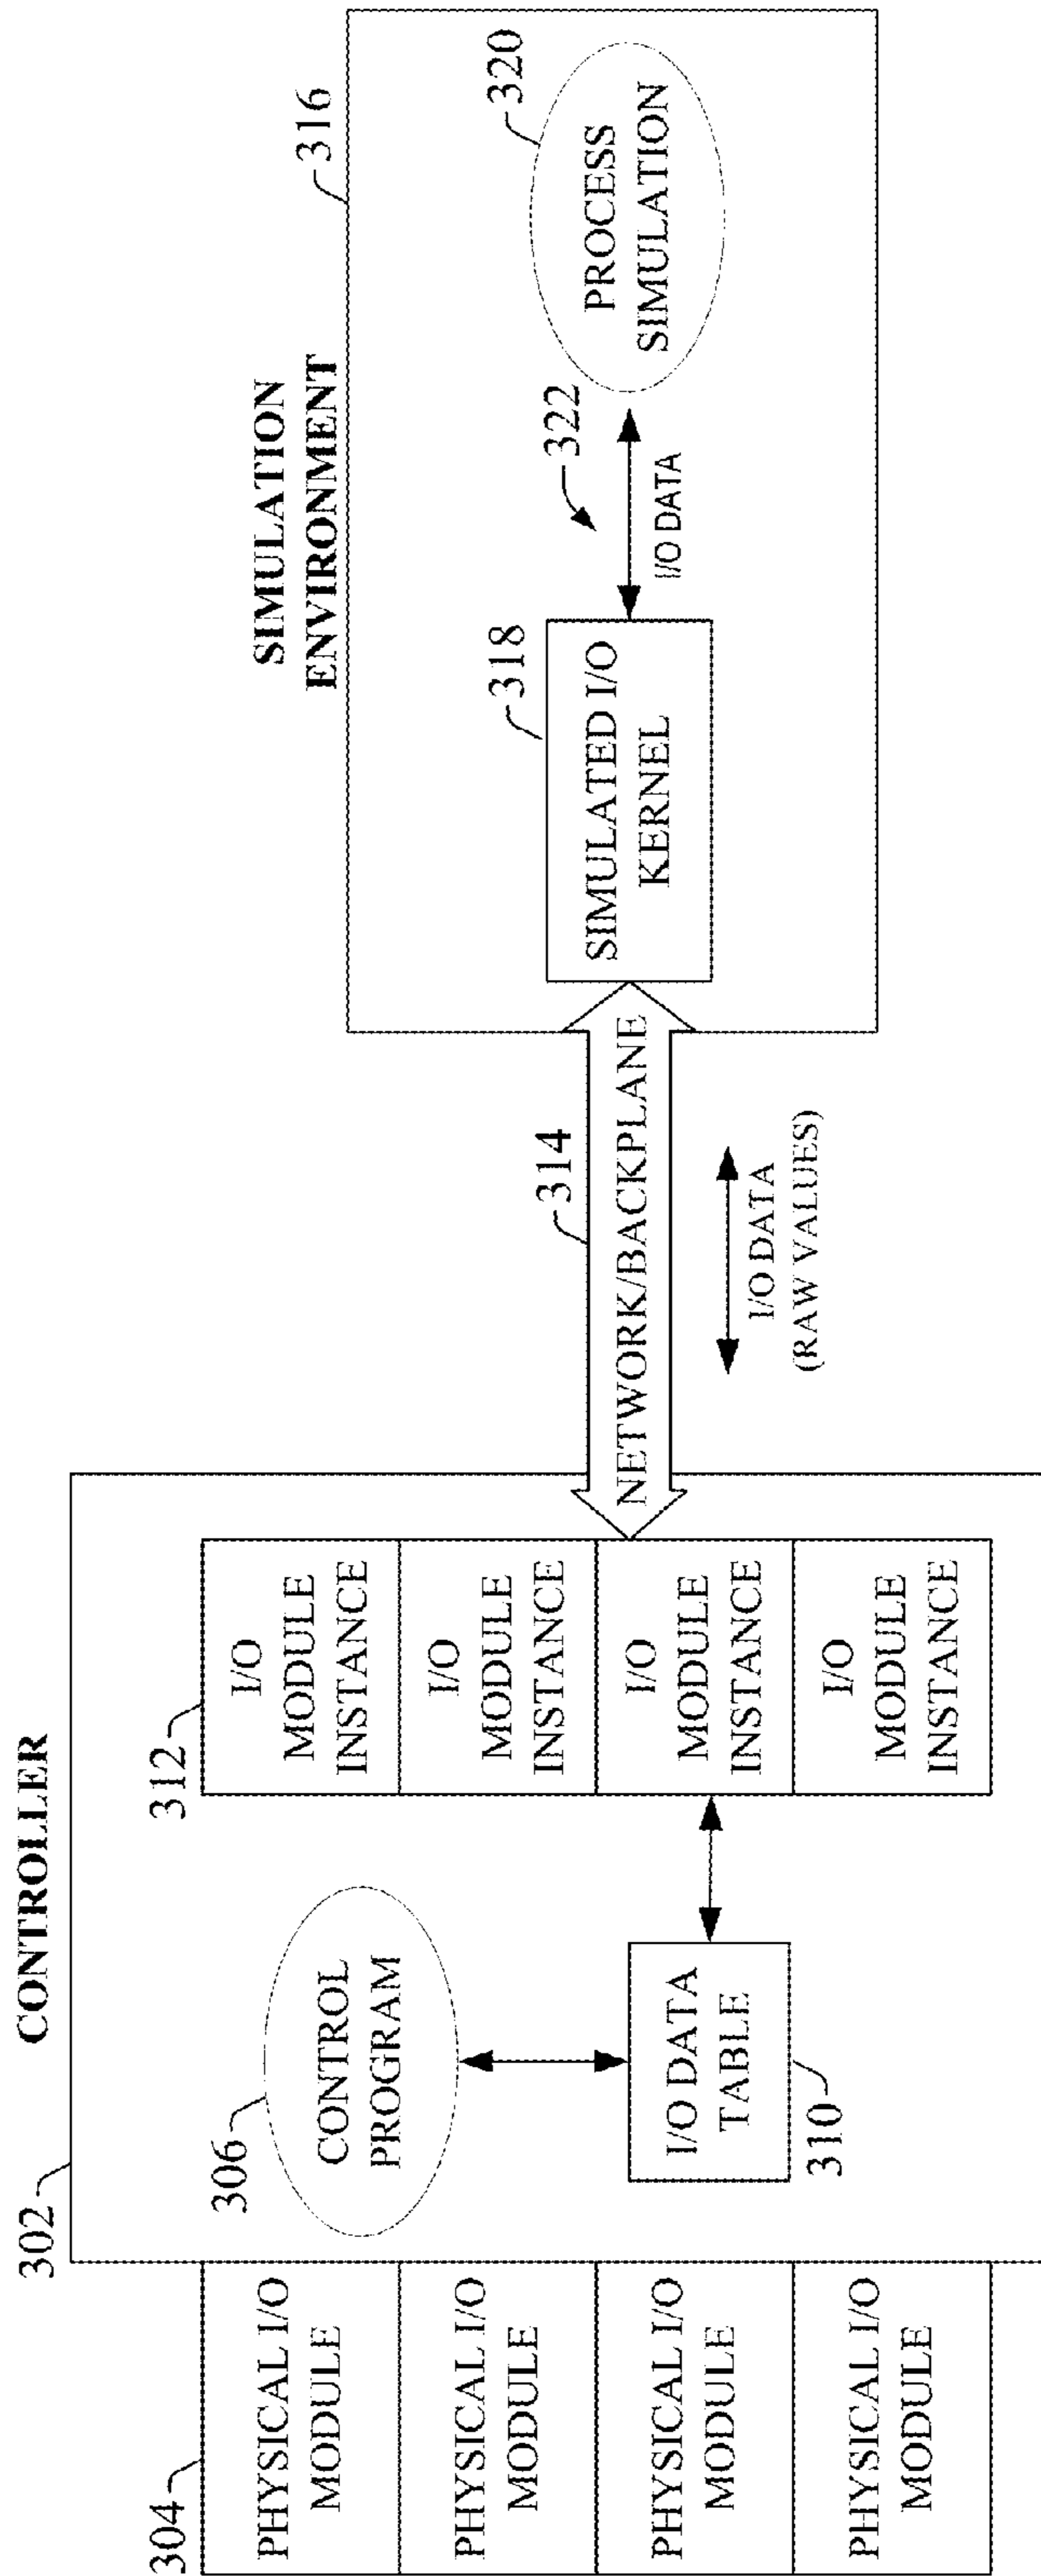 CONTROLLER
302
304
PHYSICAL I/O
MODULE
PHYSICAL I/O
MODULE
PHYSICAL I/O
MODULE
PHYSICAL I/O
MODULE
306
CONTROL
PROGRAM
I/O DATA
TABLE
310
312
I/O
MODULE
INSTANCE
I/O
MODULE
INSTANCE
I/O
MODULE
INSTANCE
I/O
MODULE
INSTANCE
314
NETWORK/BACKPLANE
I/O DATA
(RAW VALUES)
SIMULATION
ENVIRONMENT
316
318
SIMULATED I/O
KERNEL
322
I/O DATA
320
PROCESS
SIMULATION